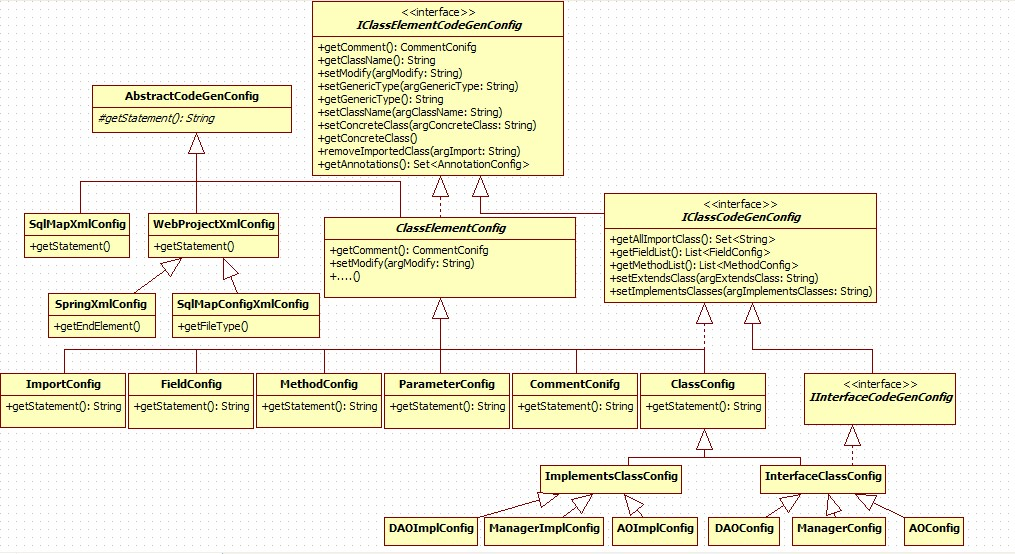 <<interface>>
IClassElementCodeGenConfig
+getComment(): CommentConifg
+getClassName(): String
+setModify(argModify: String)
+setGenericType(argGenericType: String)
+getGenericType(): String
+setClassName(argClassName: String)
+setConcreteClass(argConcreteClass: String)
+getConcreteClass()
+removeImportedClass(argImport: String)
+getAnnotations(): Set<AnnotationConfig>
AbstractCodeGenConfig
#getStatement(): String
SqlMapXmlConfig
+getStatement()
WebProjectXmlConfig
+getStatement()
ClassElementConfig
+getComment(): CommentConifg
+setModify(argModify: String)
+....()
<<interface>>
IClassCodeGenConfig
+getAllImportClass(): Set<String>
+getFieldList(): List<FieldConfig>
+getMethodList(): List<MethodConfig>
+setExtendsClass(argExtendsClass: String)
+setImplementsClasses(argImplementsClasses: String)
SpringXmlConfig
+getEndElement()
SqlMapConfigXmlConfig
+getFileType()
ImportConfig
+getStatement(): String
FieldConfig
+getStatement(): String
MethodConfig
+getStatement(): String
ParameterConfig
+getStatement(): String
CommentConifg
+getStatement(): String
ClassConfig
+getStatement(): String
<<interface>>
IInterfaceCodeGenConfig
ImplementsClassConfig
InterfaceClassConfig
DAOImplConfig
ManagerImplConfig
AOImplConfig
DAOConfig
ManagerConfig
AOConfig